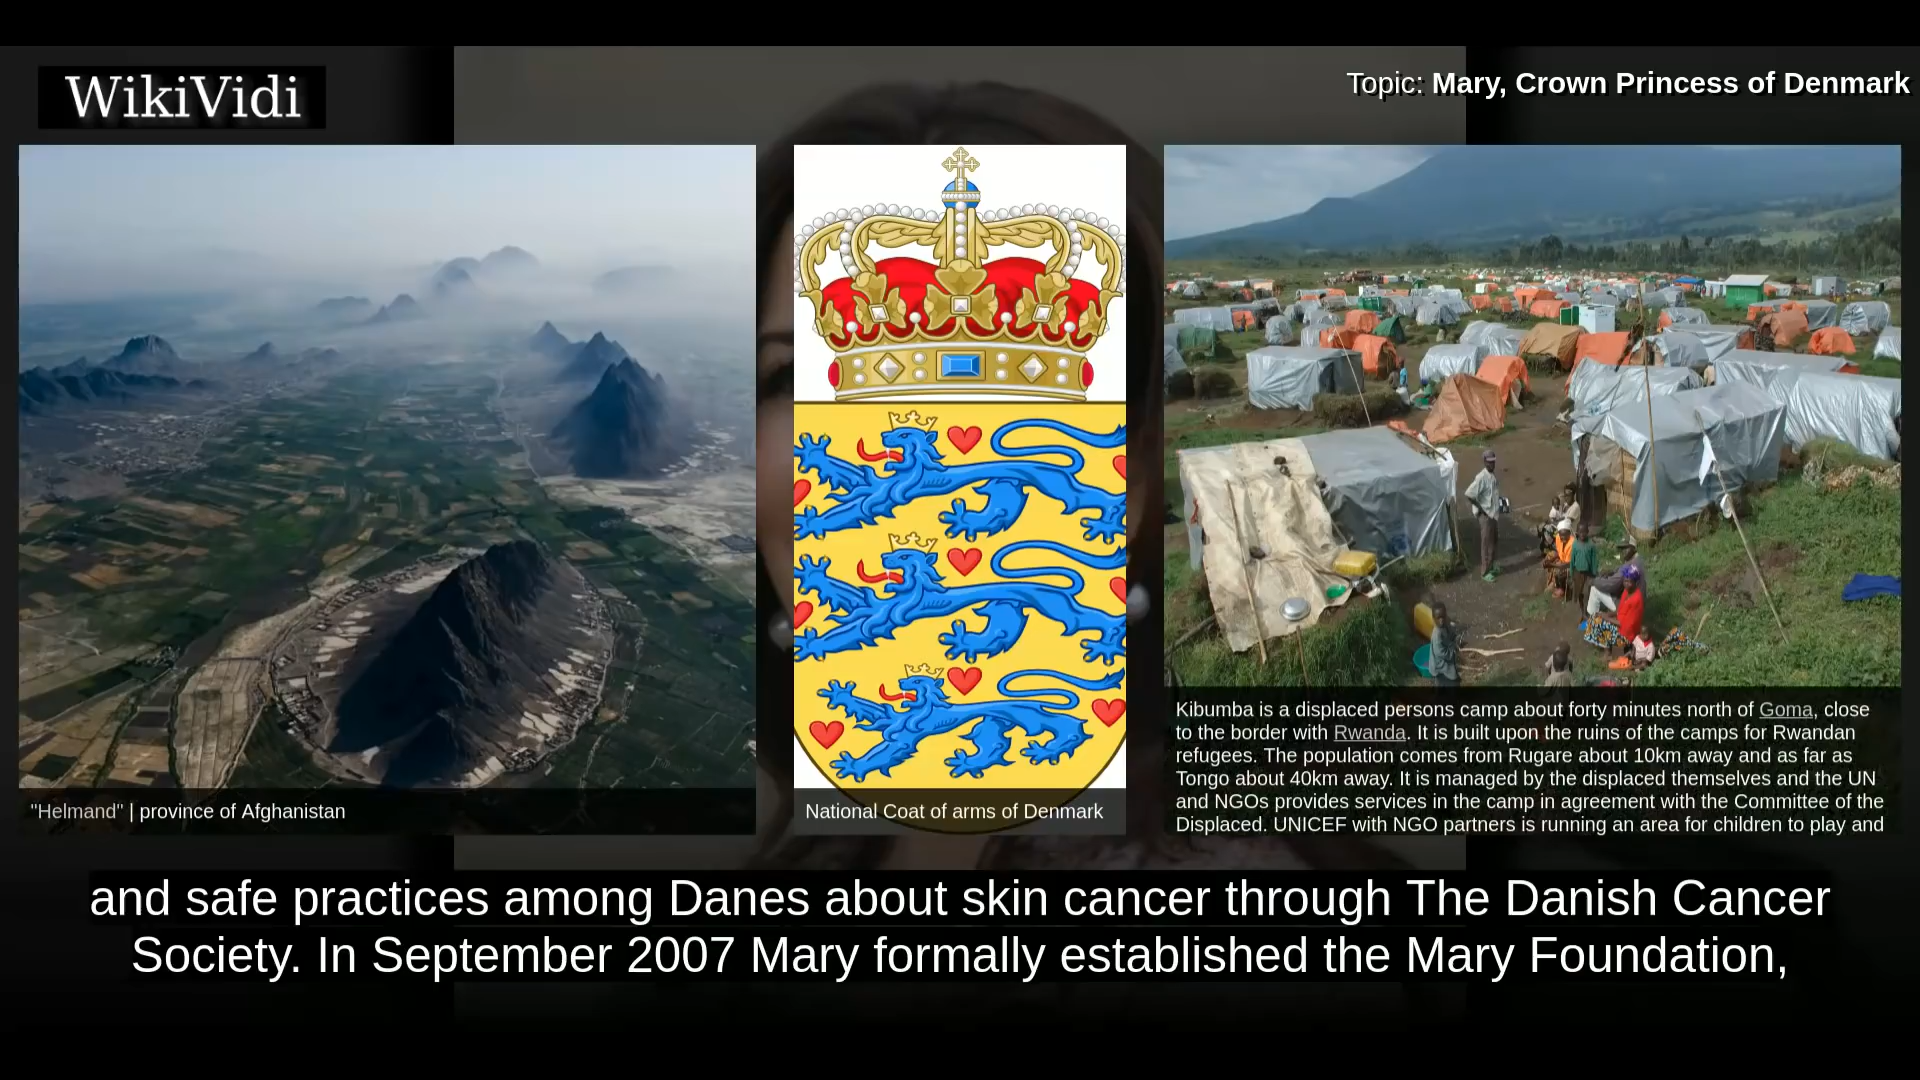 WikiVidi
Topic: Mary, Crown Princess of Denmark
"Helmand" | province of Afghanistan
National Coat of arms of Denmark
Kibumba is a displaced persons camp about forty minutes north of Goma, close
to the border with Rwanda. It is built upon the ruins of the camps for Rwandan
refugees. The population comes from Rugare about 10km away and as far as
Tongo about 40km away. It is managed by the displaced themselves and the UN
and NGOs provides services in the camp in agreement with the Committee of the
Displaced. UNICEF with NGO partners is running an area for children to play and
and safe practices among Danes about skin cancer through The Danish Cancer
Society. In September 2007 Mary formally established the Mary Foundation,